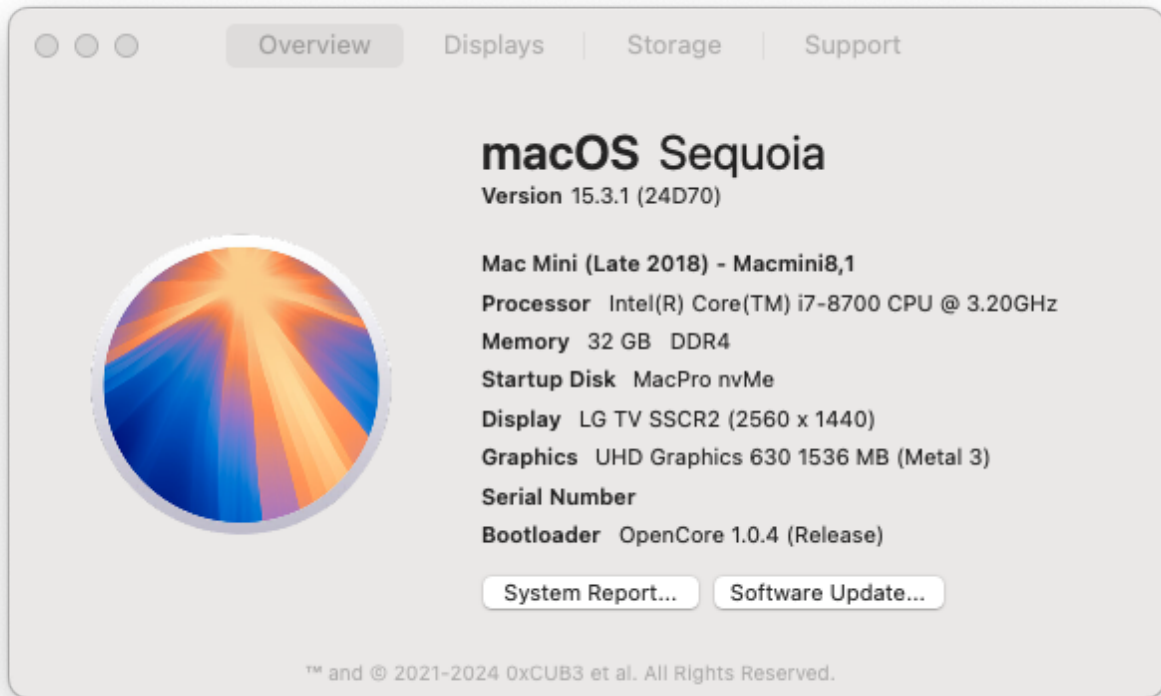 Overview Displays Storage Support
macOS Sequoia
Version 15.3.1 (24D70)
Mac Mini (Late 2018) - Macmini8,1
Processor Intel(R) Core(TM) i7-8700 CPU @ 3.20GHz
Memory 32 GB DDR4
Startup Disk MacPro nvMe
Display LG TV SSCR2 (2560 x 1440)
Graphics UHD Graphics 630 1536 MB (Metal 3)
Serial Number
Bootloader OpenCore 1.0.4 (Release)
System Report... Software Update...
™ and © 2021-2024 0xCUB3 et al. All Rights Reserved.